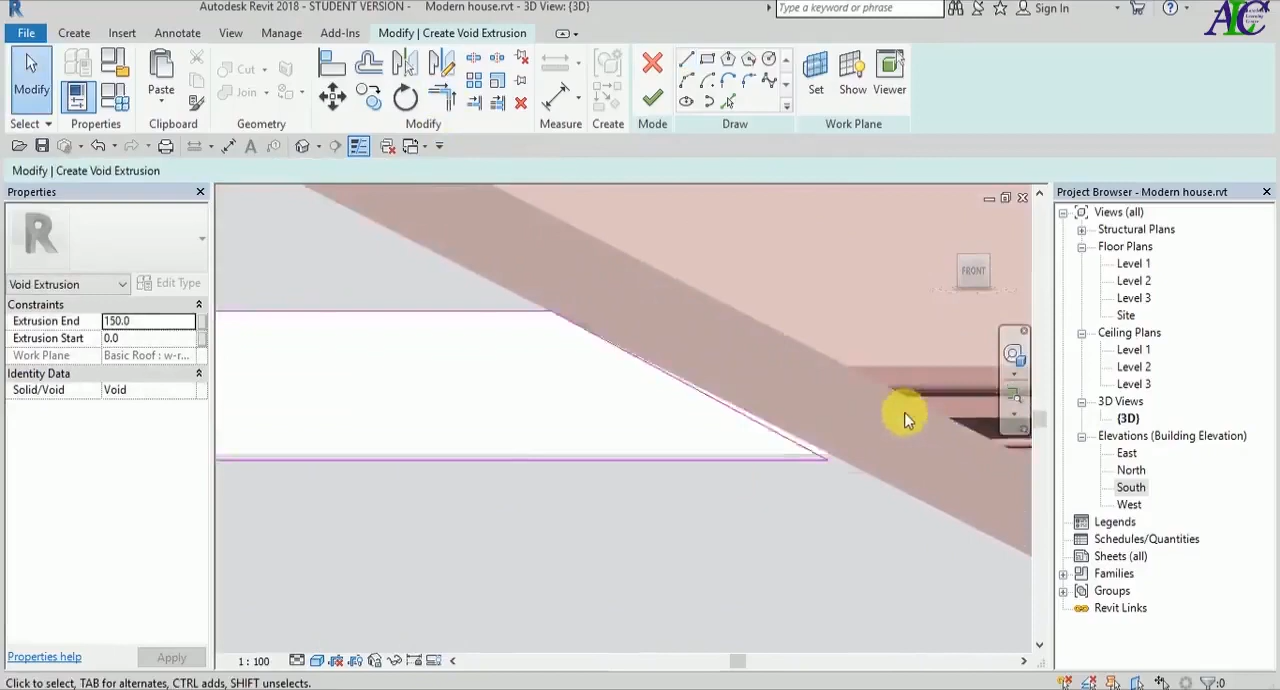 Autodesk Revit 2018 - STUDENT VERSION - Modern house.rvt - 3D View: {3D}
Type a keyword or phrase
Sign In
ALC
File Create Insert Annotate View Manage Add-Ins Modify | Create Void Extrusion
Modify
Paste
Cut
Join
Create
Set Show Viewer
Select Properties Clipboard Geometry Modify Measure Create Mode Draw Work Plane
Modify | Create Void Extrusion
Properties
R
Void Extrusion
Edit Type
Constraints
Extrusion End 150.0
Extrusion Start 0.0
Work Plane Basic Roof : w-r...
Identity Data
Solid/Void Void
Properties help
Apply
FRONT
1 : 100
Project Browser - Modern house.rvt
Views (all)
Structural Plans
Floor Plans
Level 1
Level 2
Level 3
Site
Ceiling Plans
Level 1
Level 2
Level 3
3D Views
{3D}
Elevations (Building Elevation)
East
North
South
West
Legends
Schedules/Quantities
Sheets (all)
Families
Groups
Revit Links
Click to select, TAB for alternates, CTRL adds, SHIFT unselects.
:0